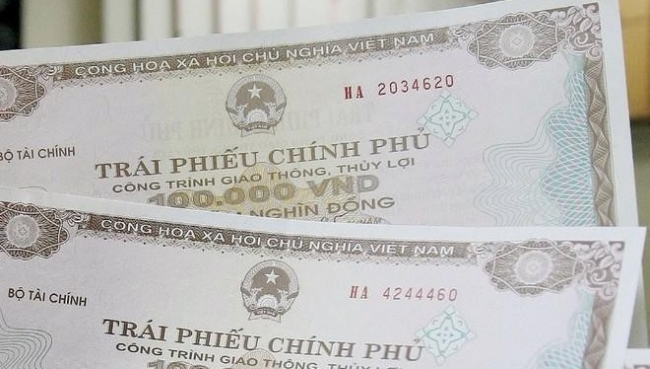 CỘNG HÒA XÃ HỘI CHỦ NGHĨA VIỆT NAM
HA 2034620
BỘ TÀI CHÍNH
TRÁI PHIẾU CHÍNH PHỦ
CÔNG TRÌNH GIAO THÔNG, THỦY LỢI
100.000 VND
NGHÌN ĐỒNG
CỘNG HÒA XÃ HỘI CHỦ NGHĨA VIỆT NAM
HA 4244460
BỘ TÀI CHÍNH
TRÁI PHIẾU CHÍNH PHỦ
CÔNG TRÌNH GIAO THÔNG, THỦY LỢI